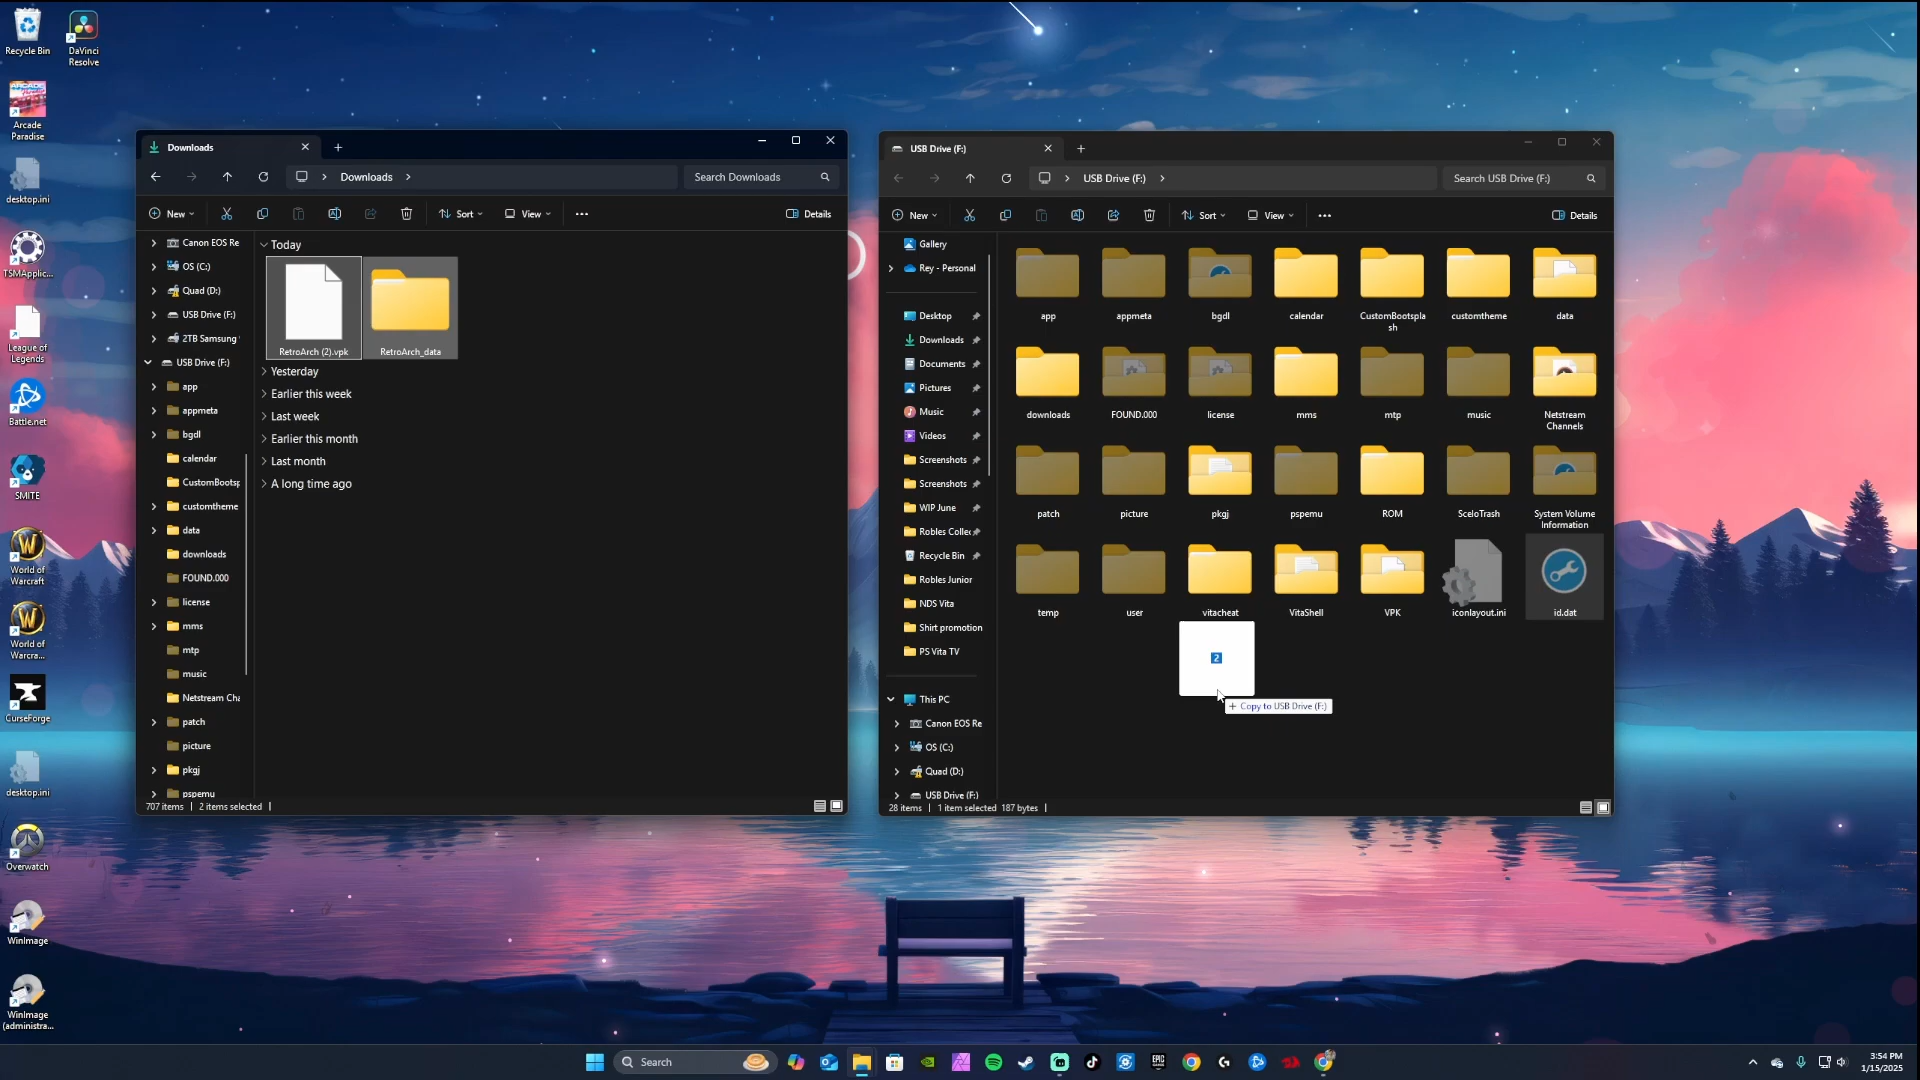 Recycle Bin
DaVinci
Resolve
Arcade
Paradise
desktop.ini
TSMApplic...
League of
Legends
Battle.net
SMITE
World of
Warcraft
World of
Warcra...
CurseForge
desktop.ini
Overwatch
WinImage
WinImage
(administra...
Downloads
Downloads
Search Downloads
New
Sort
View
Details
Canon EOS Re
OS (C:)
Quad (D:)
USB Drive (F:)
2TB Samsung
USB Drive (F:)
app
appmeta
bgdl
calendar
CustomBootsp
customtheme
data
downloads
FOUND.000
license
mms
mtp
music
Netstream Cha
patch
picture
pkgj
pspemu
Today
RetroArch (2).vpk
RetroArch_data
Yesterday
Earlier this week
Last week
Earlier this month
Last month
A long time ago
707 items
2 items selected
USB Drive (F:)
USB Drive (F:)
Search USB Drive (F:)
New
Sort
View
Details
Gallery
Rey - Personal
Desktop
Downloads
Documents
Pictures
Music
Videos
Screenshots
Screenshots
WIP June
Robles Collec
Recycle Bin
Robles Junior
NDS Vita
Shirt promotion
PS Vita TV
This PC
Canon EOS Re
OS (C:)
Quad (D:)
USB Drive (F:)
app
appmeta
bgdl
calendar
CustomBootspla
sh
customtheme
data
downloads
FOUND.000
license
mms
mtp
music
Netstream
Channels
patch
picture
pkgj
pspemu
ROM
SceloTrash
System Volume
Information
temp
user
vitacheat
VitaShell
VPK
iconlayout.ini
id.dat
2
+ Copy to USB Drive (F:)
28 items
1 item selected 187 bytes
Search
EPIC
3:54 PM
1/15/2025